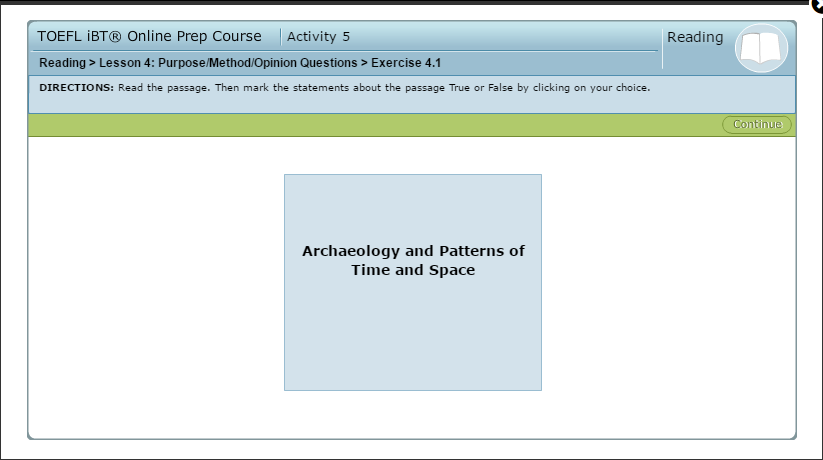 TOEFL iBT® Online Prep Course Activity 5 Reading
Reading > Lesson 4: Purpose/Method/Opinion Questions > Exercise 4.1
DIRECTIONS: Read the passage. Then mark the statements about the passage True or False by clicking on your choice.
Continue
Archaeology and Patterns of
Time and Space